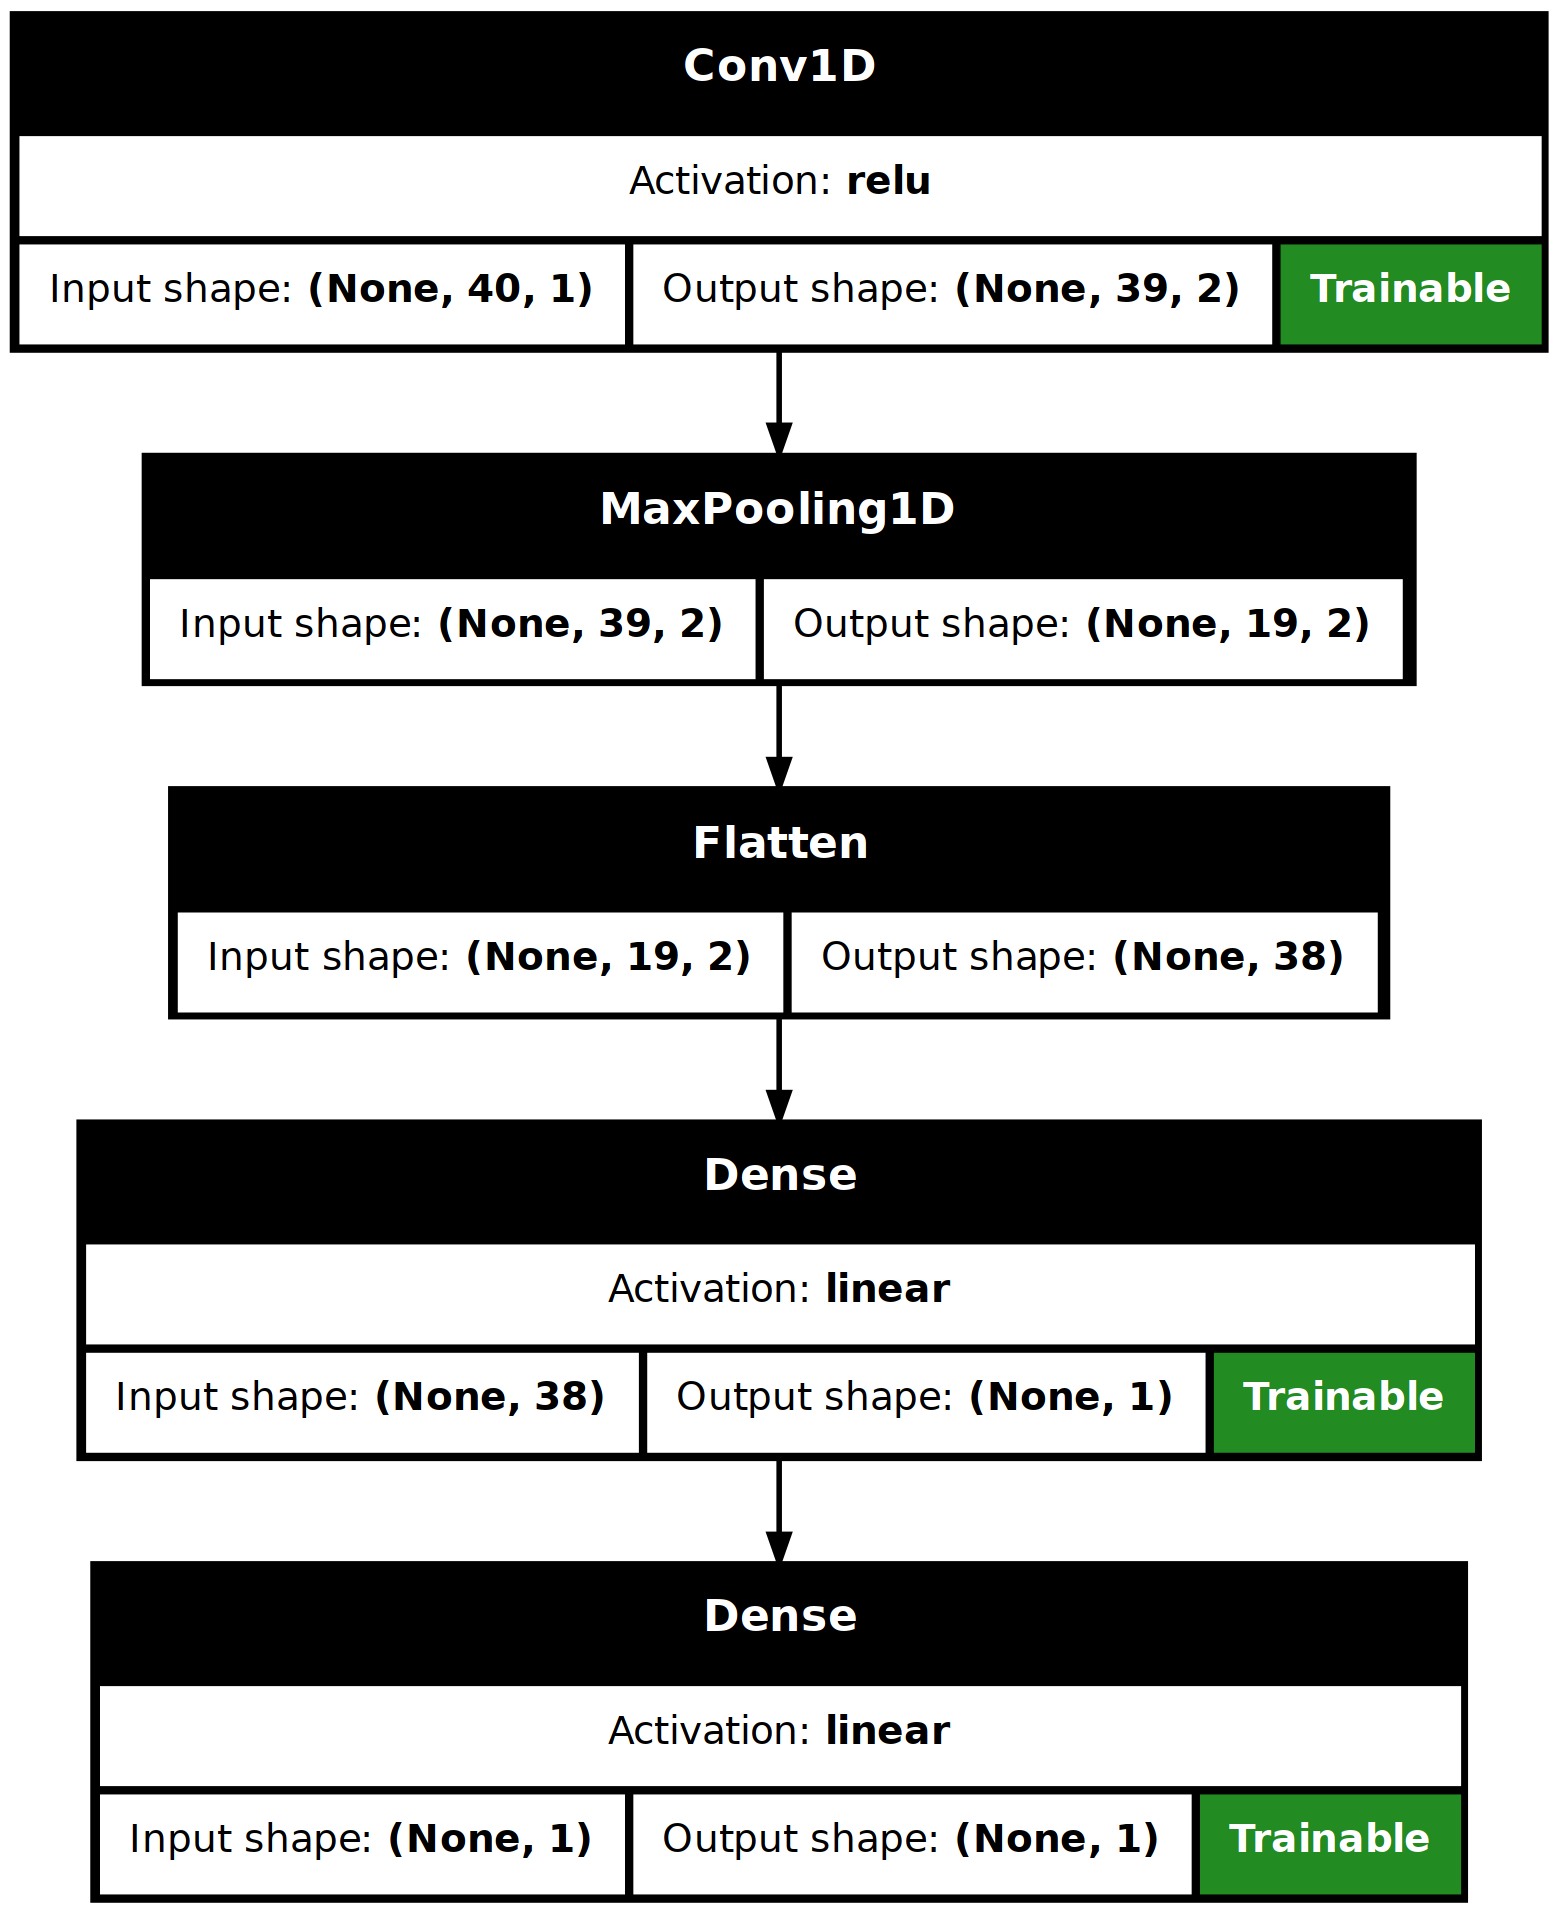 Conv1D
Activation: relu
Input shape: (None, 40, 1) Output shape: (None, 39, 2) Trainable
MaxPooling1D
Input shape: (None, 39, 2) Output shape: (None, 19, 2)
Flatten
Input shape: (None, 19, 2) Output shape: (None, 38)
Dense
Activation: linear
Input shape: (None, 38) Output shape: (None, 1) Trainable
Dense
Activation: linear
Input shape: (None, 1) Output shape: (None, 1) Trainable